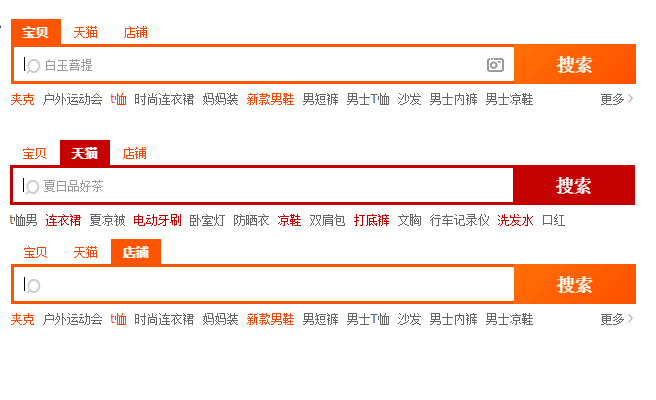 宝贝 天猫 店铺
白玉菩提 搜索
夹克 户外运动会 t恤 时尚连衣裙 妈妈装 新款男鞋 男短裤 男士T恤 沙发 男士内裤 男士凉鞋 更多 >
宝贝 天猫 店铺
夏日品好茶 搜索
t恤男 连衣裙 夏凉被 电动牙刷 卧室灯 防晒衣 凉鞋 双肩包 打底裤 文胸 行车记录仪 洗发水 口红
宝贝 天猫 店铺
搜索
夹克 户外运动会 t恤 时尚连衣裙 妈妈装 新款男鞋 男短裤 男士T恤 沙发 男士内裤 男士凉鞋 更多 >